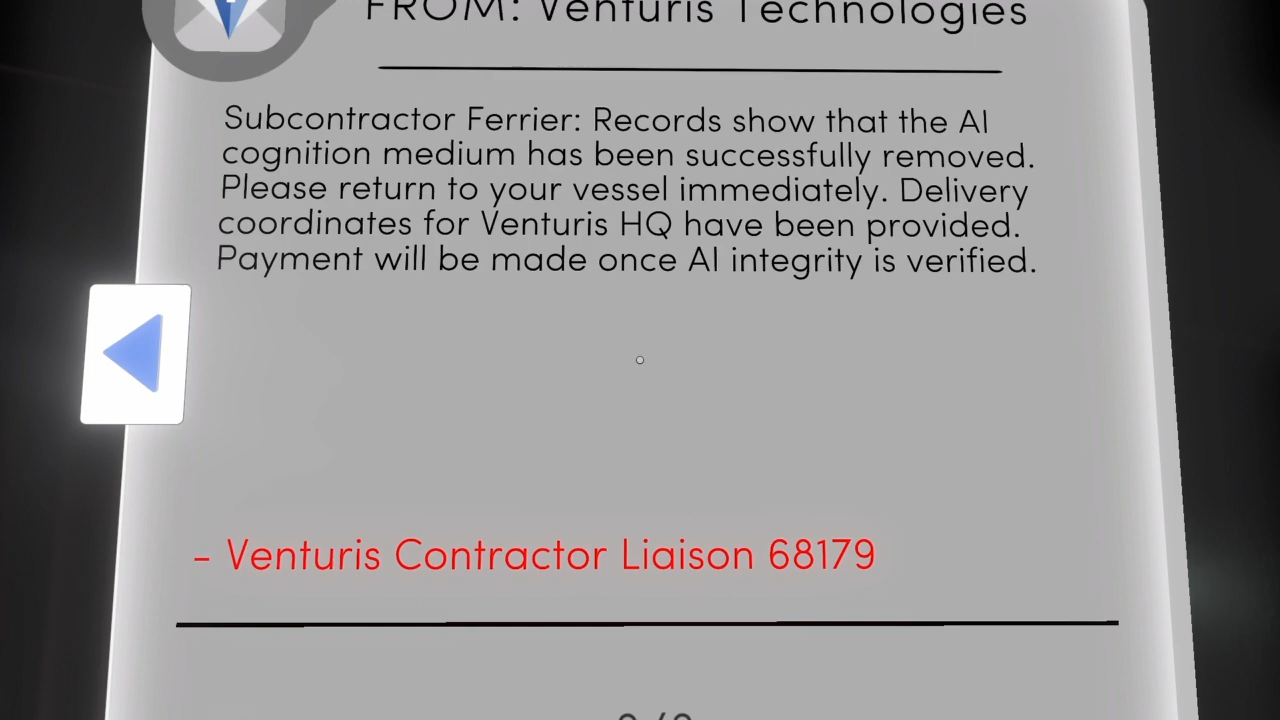 FROM: Venturis Technologies
Subcontractor Ferrier: Records show that the AI
cognition medium has been successfully removed.
Please return to your vessel immediately. Delivery
coordinates for Venturis HQ have been provided.
Payment will be made once AI integrity is verified.
- Venturis Contractor Liaison 68179